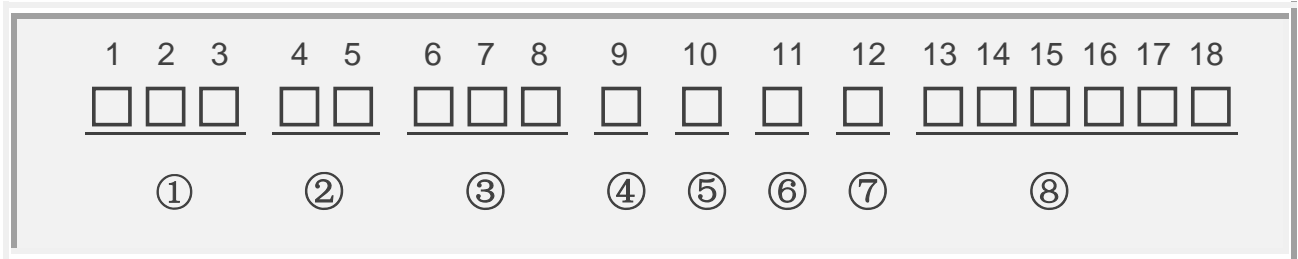 1 2 3 4 5 6 7 8 9 10 11 12 13 14 15 16 17 18
□□□ □□ □□□ □ □ □ □ □□□□□□
① ② ③ ④ ⑤ ⑥ ⑦ ⑧